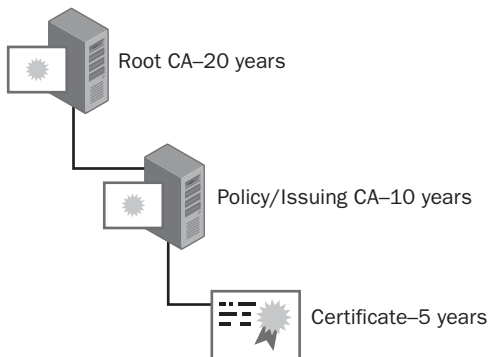 Root CA–20 years
Policy/Issuing CA–10 years
Certificate–5 years